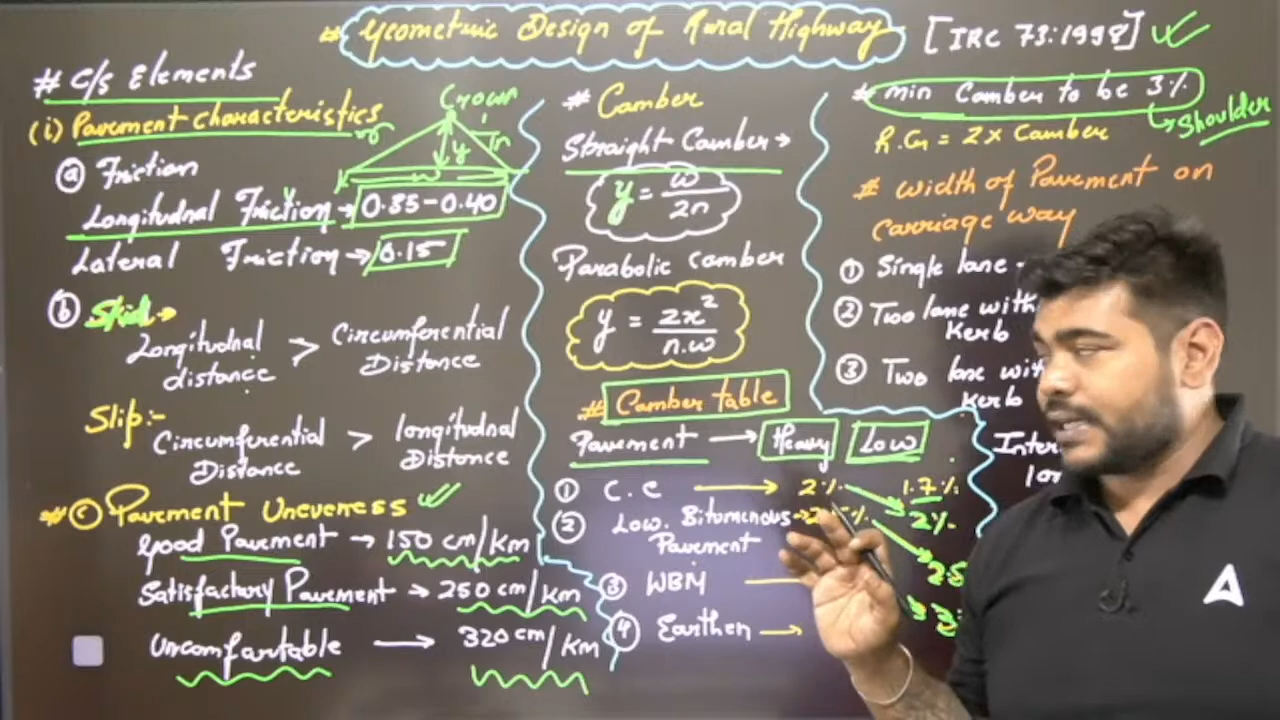 # Geometric Design of Rural Highway [IRC 73:1998]
# C/s Elements
(i) Pavement characteristics
Crown
y
w
(a) Friction
Longitudnal Friction → 0.35-0.40
Lateral Friction → 0.15
(b) Skid →
Longitudnal distance > Circumferential Distance
Slip:-
Circumferential Distance > longitudnal Distance
# (c) Pavement Uneveness
Good Pavement → 150 cm/km
Satisfactory Pavement → 250 cm/km
Uncomfartable → 320 cm/km
# Camber
Straight Camber →
y = w/2n
Parabolic camber
y = 2x²/n.w
# Camber table
Pavement → Heavy Low
① C.C → 2% 1.7%
② Low. Bitumenous Pavement → 2%
③ WBM
④ Earthen →
# min Camber to be 3%
↳ Shoulder
R.G = 2 x Camber
# Width of Pavement on
Carriage way
① Single lane
② Two lane with
Kerb
③ Two lane
Kerb
A